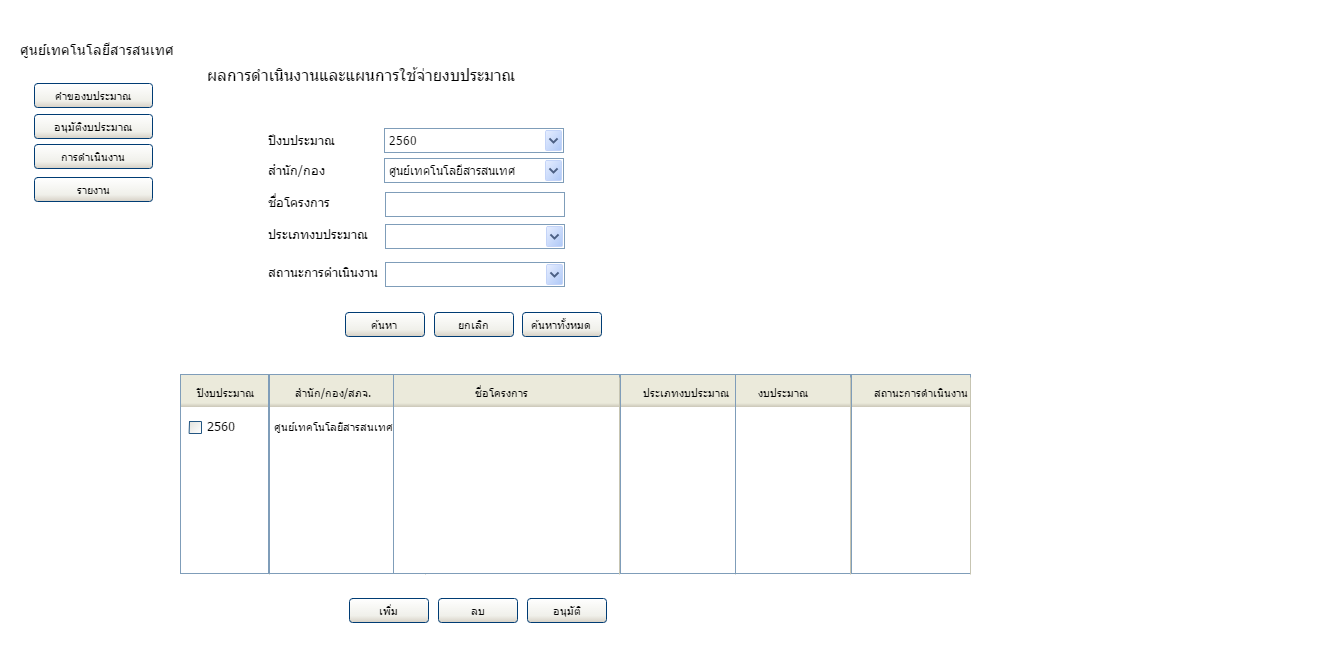 ศูนย์เทคโนโลยีสารสนเทศ
ผลการดำเนินงานและแผนการใช้จ่ายงบประมาณ
คำของบประมาณ
อนุมัติงบประมาณ
การดำเนินงาน
รายงาน
ปีงบประมาณ 2560
สำนัก/กอง ศูนย์เทคโนโลยีสารสนเทศ
ชื่อโครงการ
ประเภทงบประมาณ
สถานะการดำเนินงาน
ค้นหา ยกเลิก ค้นหาทั้งหมด
ปีงบประมาณ สำนัก/กอง/สภจ. ชื่อโครงการ ประเภทงบประมาณ งบประมาณ สถานะการดำเนินงาน
2560 ศูนย์เทคโนโลยีสารสนเทศ
เพิ่ม ลบ อนุมัติ